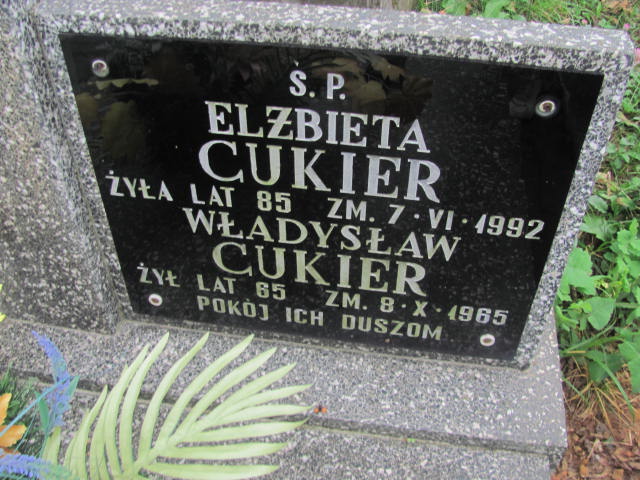 Ś. P.
ELŻBIETA
CUKIER
ŻYŁA LAT 85 ZM. 7·VI·1992
WŁADYSŁAW
CUKIER
ŻYŁ LAT 65 ZM. 8·X·1965
POKÓJ ICH DUSZOM